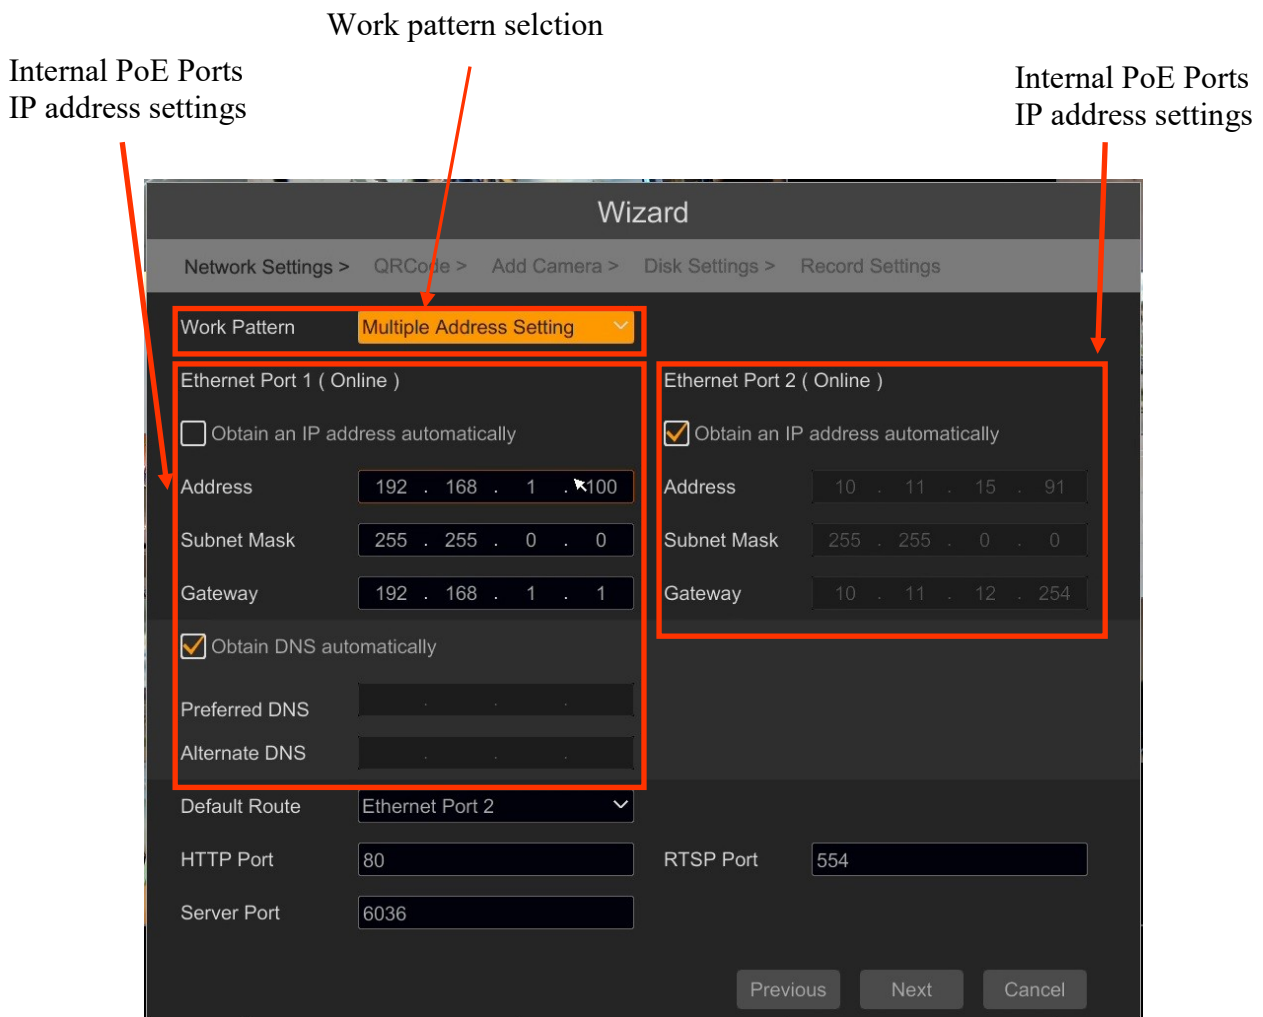 Work pattern selction
Internal PoE Ports
IP address settings
Internal PoE Ports
IP address settings
Wizard
Network Settings > QRCode > Add Camera > Disk Settings > Record Settings
Work Pattern Multiple Address Setting
Ethernet Port 1 ( Online ) Ethernet Port 2 ( Online )
Obtain an IP address automatically Obtain an IP address automatically
Address 192 . 168 . 1 . 100 Address 10 . 11 . 15 . 91
Subnet Mask 255 . 255 . 0 . 0 Subnet Mask 255 . 255 . 0 . 0
Gateway 192 . 168 . 1 . 1 Gateway 10 . 11 . 12 . 254
Obtain DNS automatically
Preferred DNS . . .
Alternate DNS . . .
Default Route Ethernet Port 2
HTTP Port 80 RTSP Port 554
Server Port 6036
Previous Next Cancel